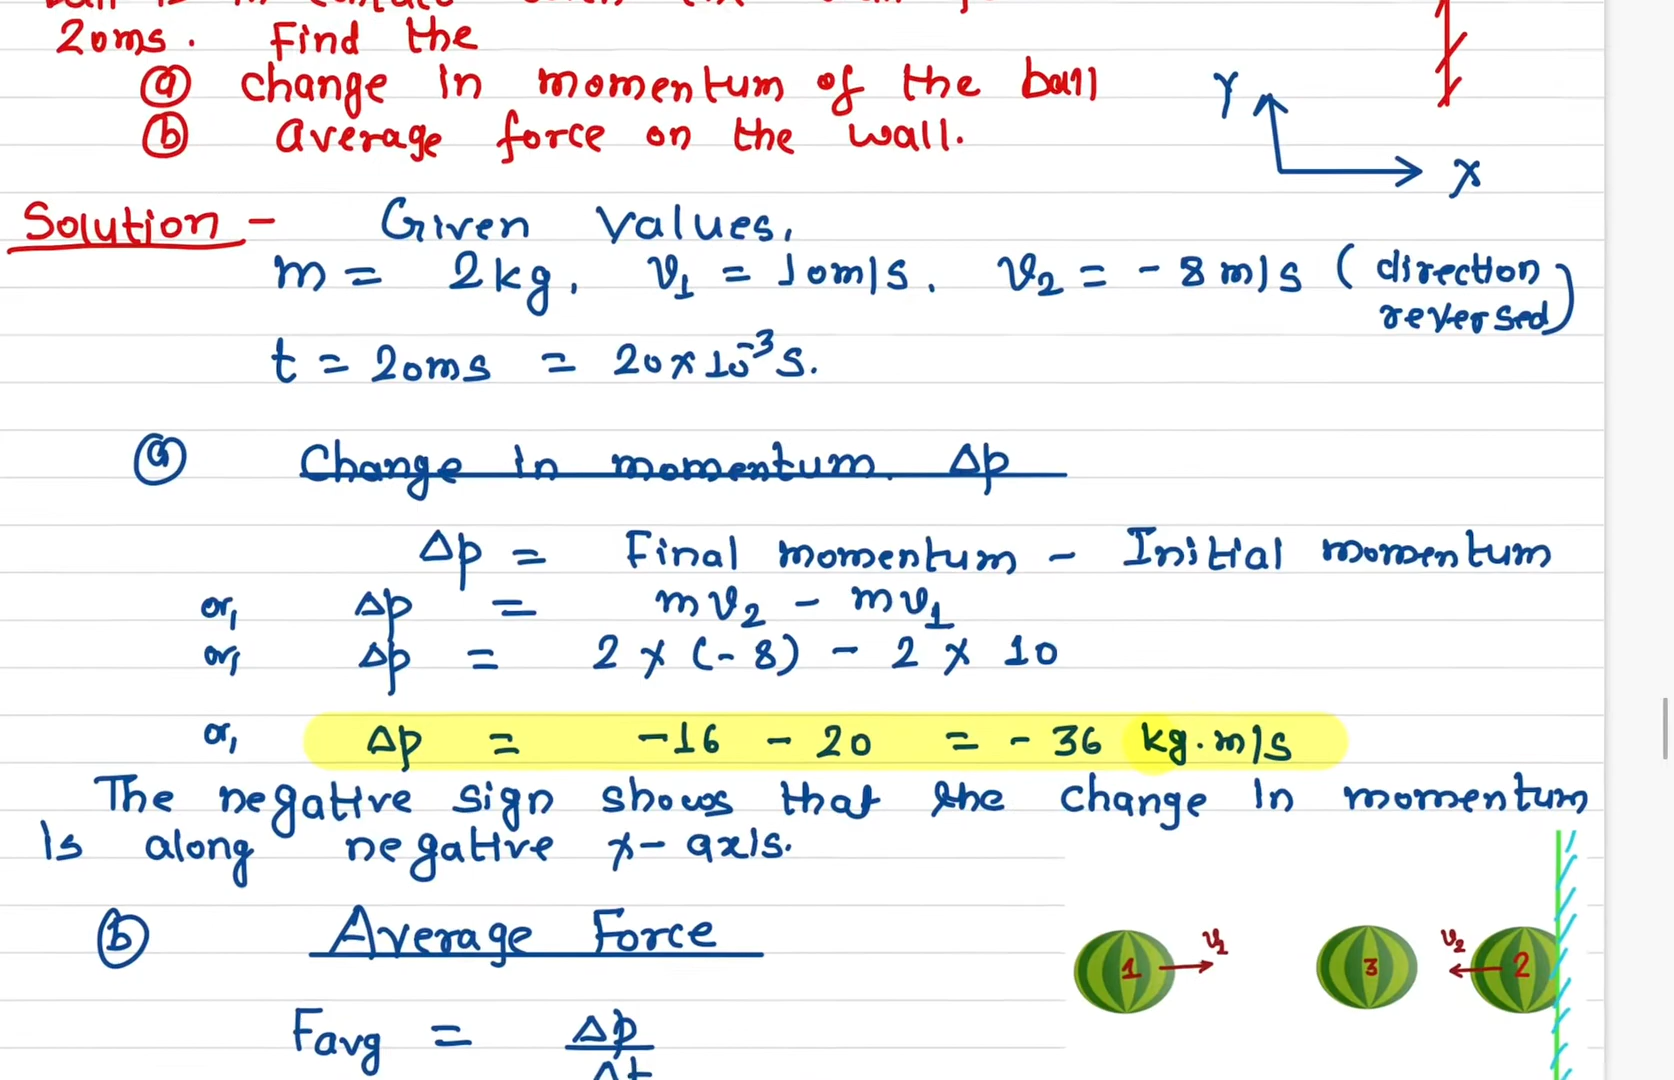 20ms. Find the
ⓐ change in momentum of the ball
ⓑ average force on the wall.
Y
X
Solution - Given values,
m = 2kg, v₁ = 10m/s, v₂ = -8m/s (direction reversed)
t = 20ms = 20×10⁻³s.
ⓐ Change in momentum, Δp
Δp = Final momentum - Initial momentum
or, Δp = mv₂ - mv₁
or, Δp = 2 × (-8) - 2 × 10
or, Δp = -16 - 20 = -36 kg.m/s
The negative sign shows that the change in momentum
is along negative x-axis.
ⓑ Average Force
1 v₁ 3 v₂ 2
Favg = Δp
Δt